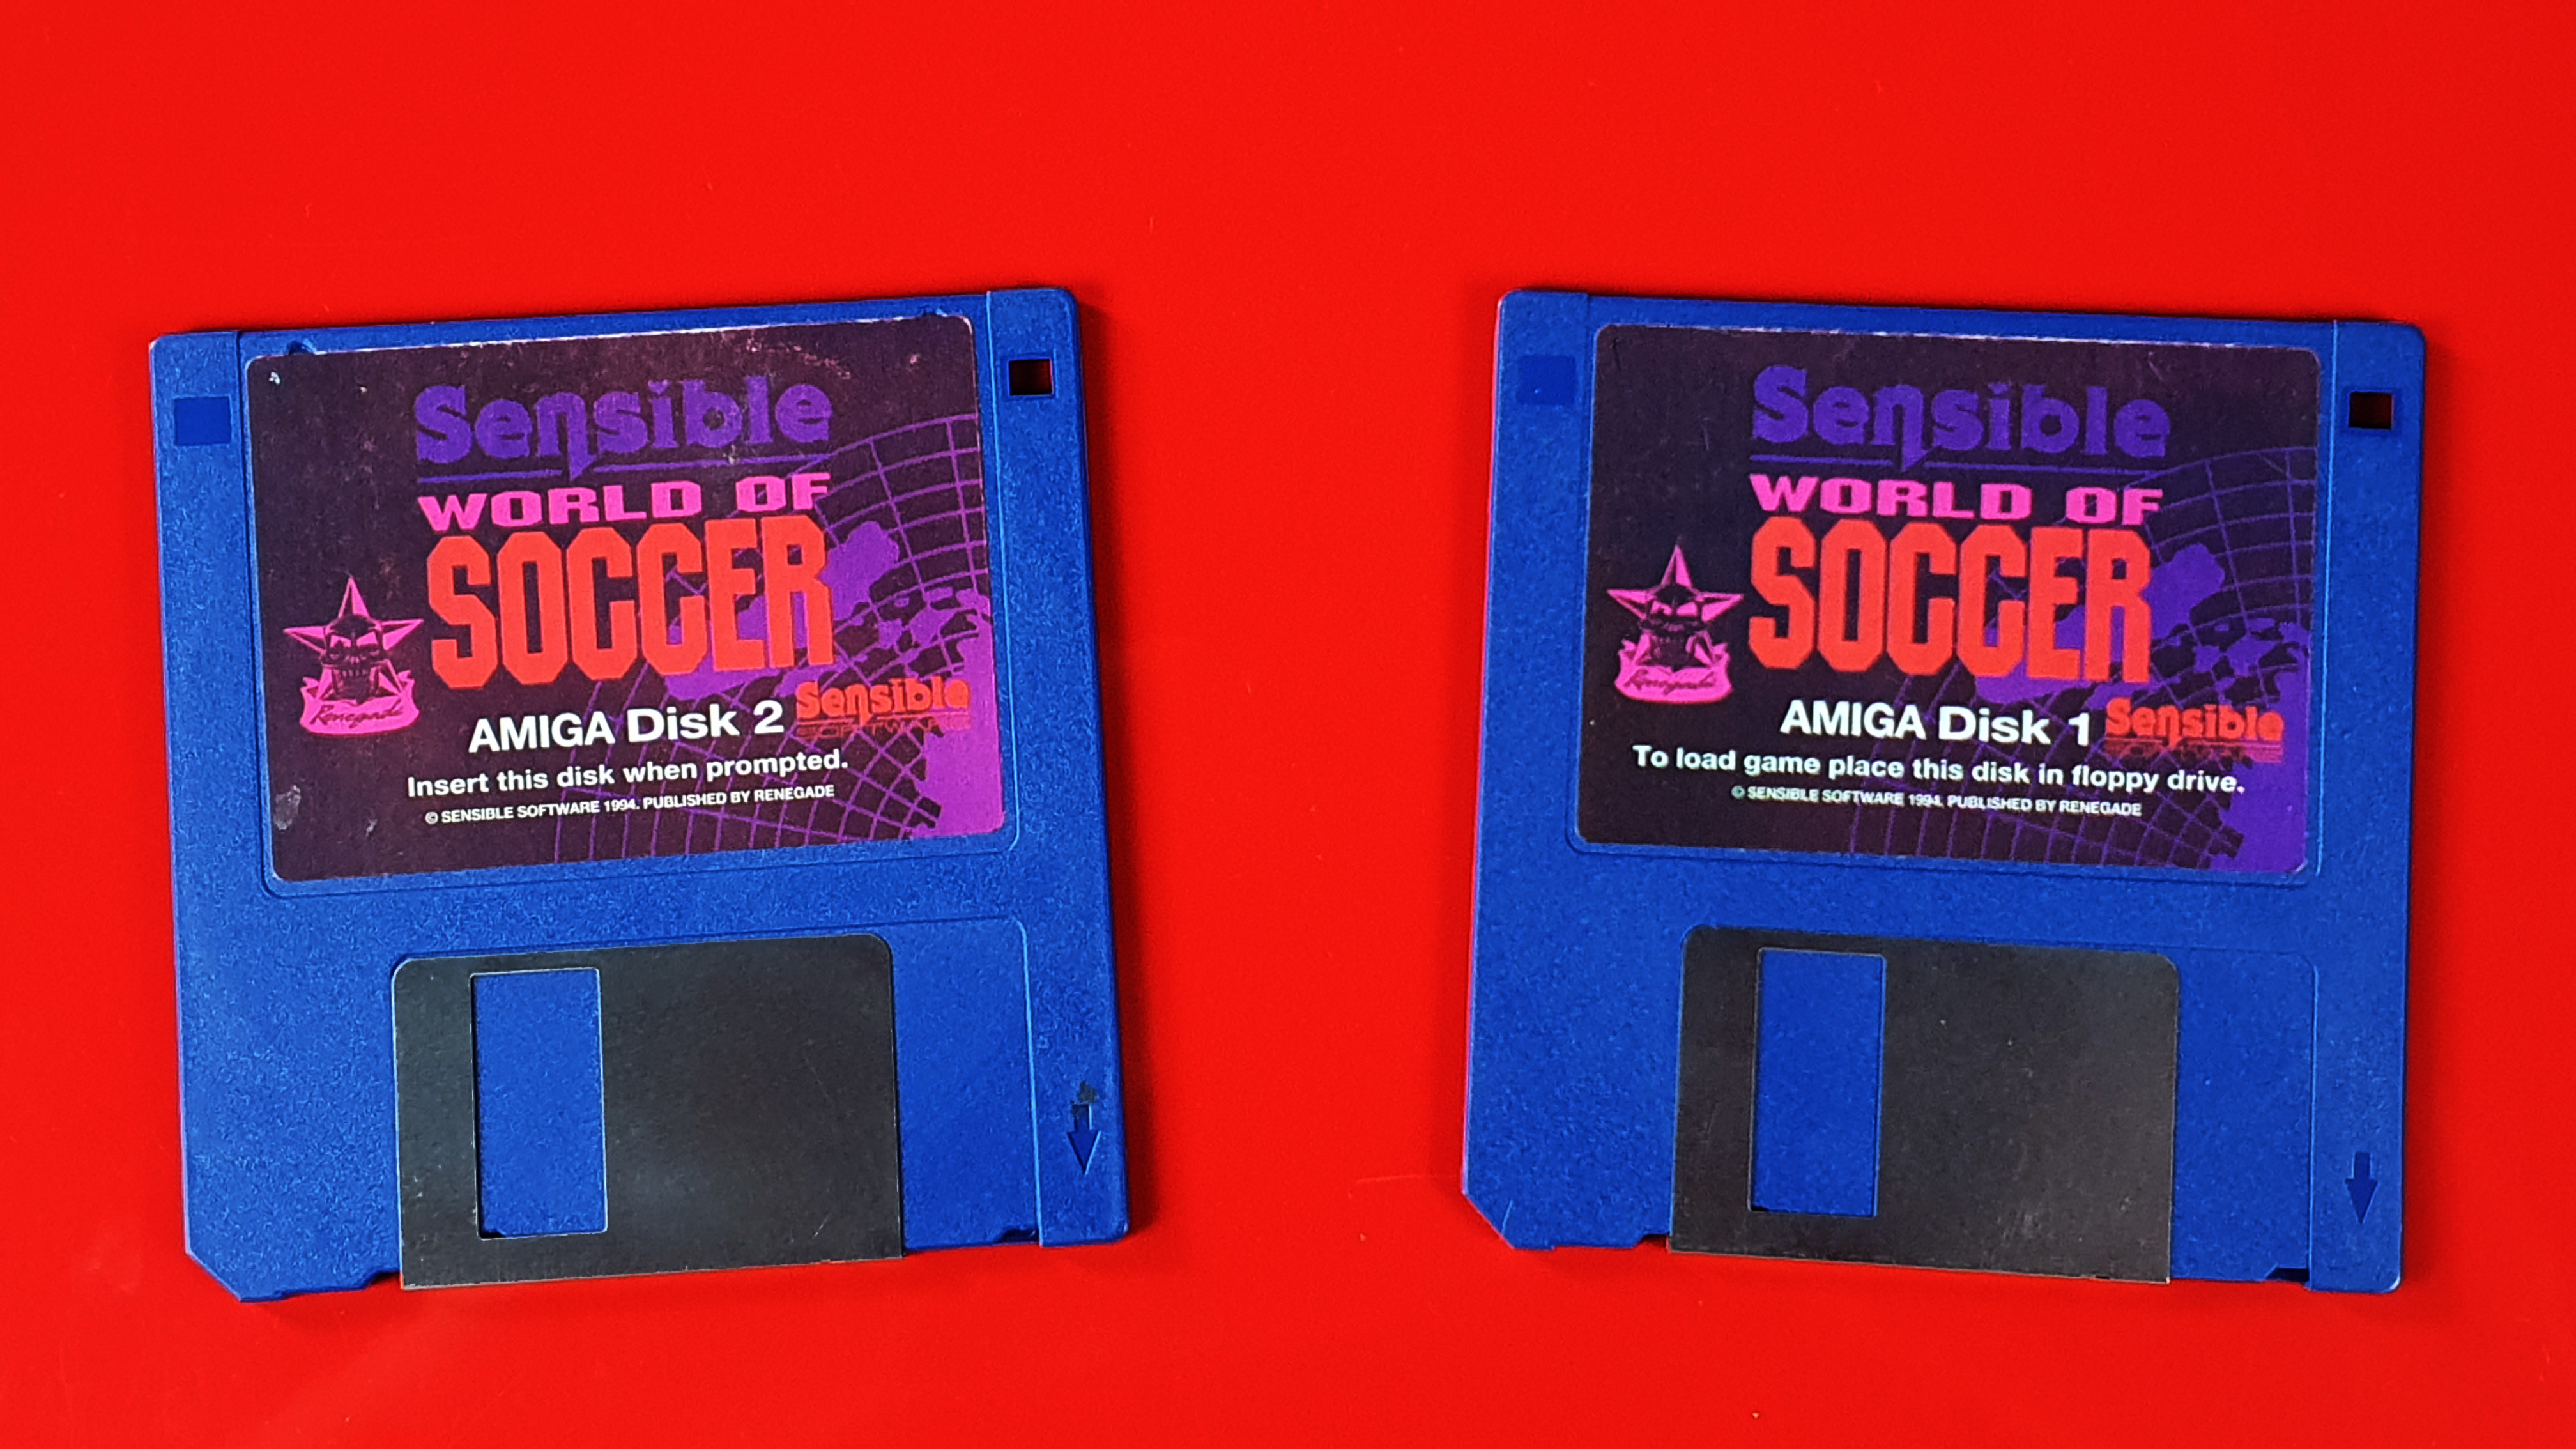 Sensible
WORLD OF
SOCCER
Renegade
AMIGA Disk 2
Sensible
SOFTWARE
Insert this disk when prompted.
© SENSIBLE SOFTWARE 1994. PUBLISHED BY RENEGADE
Sensible
WORLD OF
SOCCER
Renegade
AMIGA Disk 1
Sensible
To load game place this disk in floppy drive.
© SENSIBLE SOFTWARE 1994. PUBLISHED BY RENEGADE